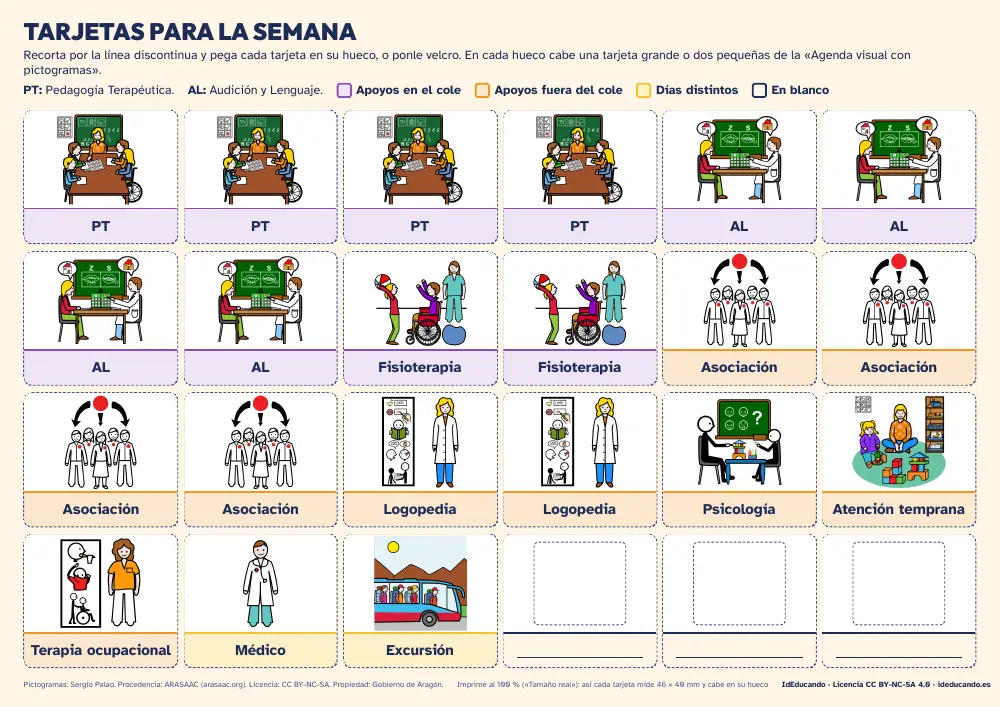 TARJETAS PARA LA SEMANA
Recorta por la línea discontinua y pega cada tarjeta en su hueco, o ponle velcro. En cada hueco cabe una tarjeta grande o dos pequeñas de la «Agenda visual con
pictogramas».
PT: Pedagogía Terapéutica. AL: Audición y Lenguaje. Apoyos en el cole Apoyos fuera del cole Días distintos En blanco
PT PT PT PT AL AL
AL AL Fisioterapia Fisioterapia Asociación Asociación
Asociación Asociación Logopedia Logopedia Psicología Atención temprana
Terapia ocupacional Médico Excursión
Pictogramas: Sergio Palao. Procedencia: ARASAAC (arasaac.org). Licencia: CC BY-NC-SA. Propiedad: Gobierno de Aragón. Imprime al 100 % («Tamaño real»): así cada tarjeta mide 46 × 40 mm y cabe en su hueco IdEducando · Licencia CC BY-NC-SA 4.0 · ideducando.es